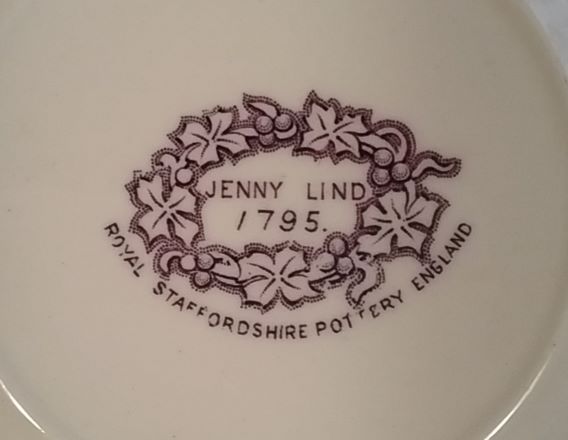 JENNY LIND
1795.
ROYAL STAFFORDSHIRE POTTERY ENGLAND